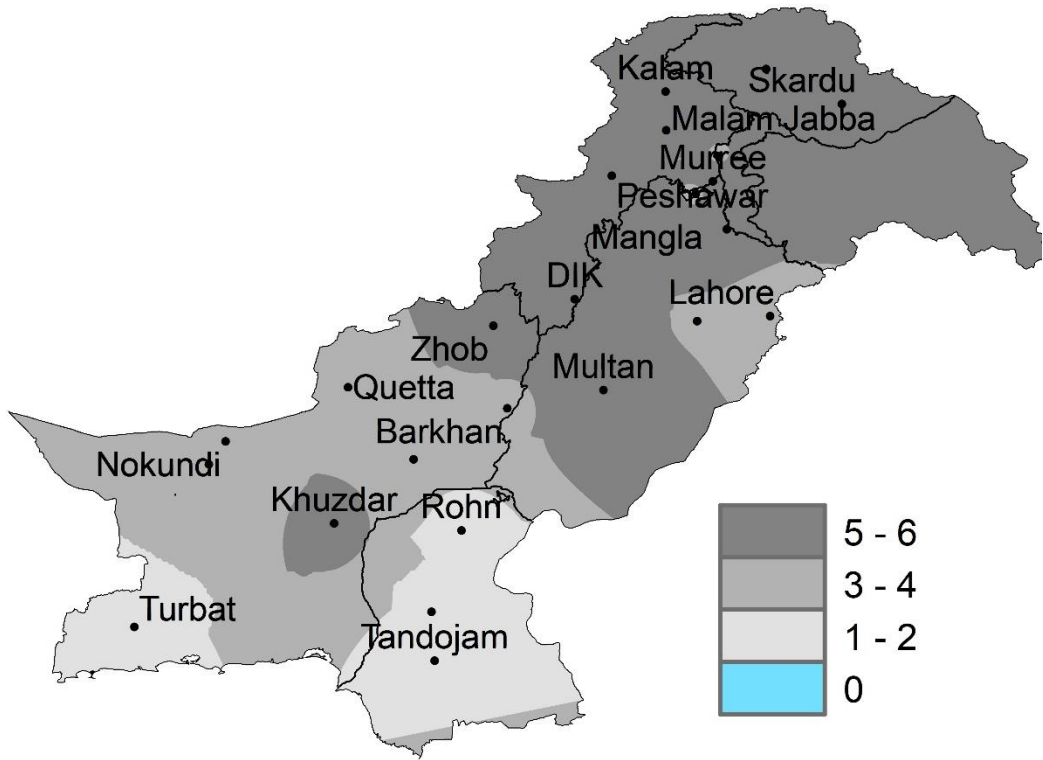 Kalam
Skardu
Malam Jabba
Murree
Peshawar
Mangla
DIK
Lahore
Zhob
Multan
Quetta
Barkhan
Nokundi
Khuzdar
Rohn
Turbat
Tandojam
5 - 6
3 - 4
1 - 2
0